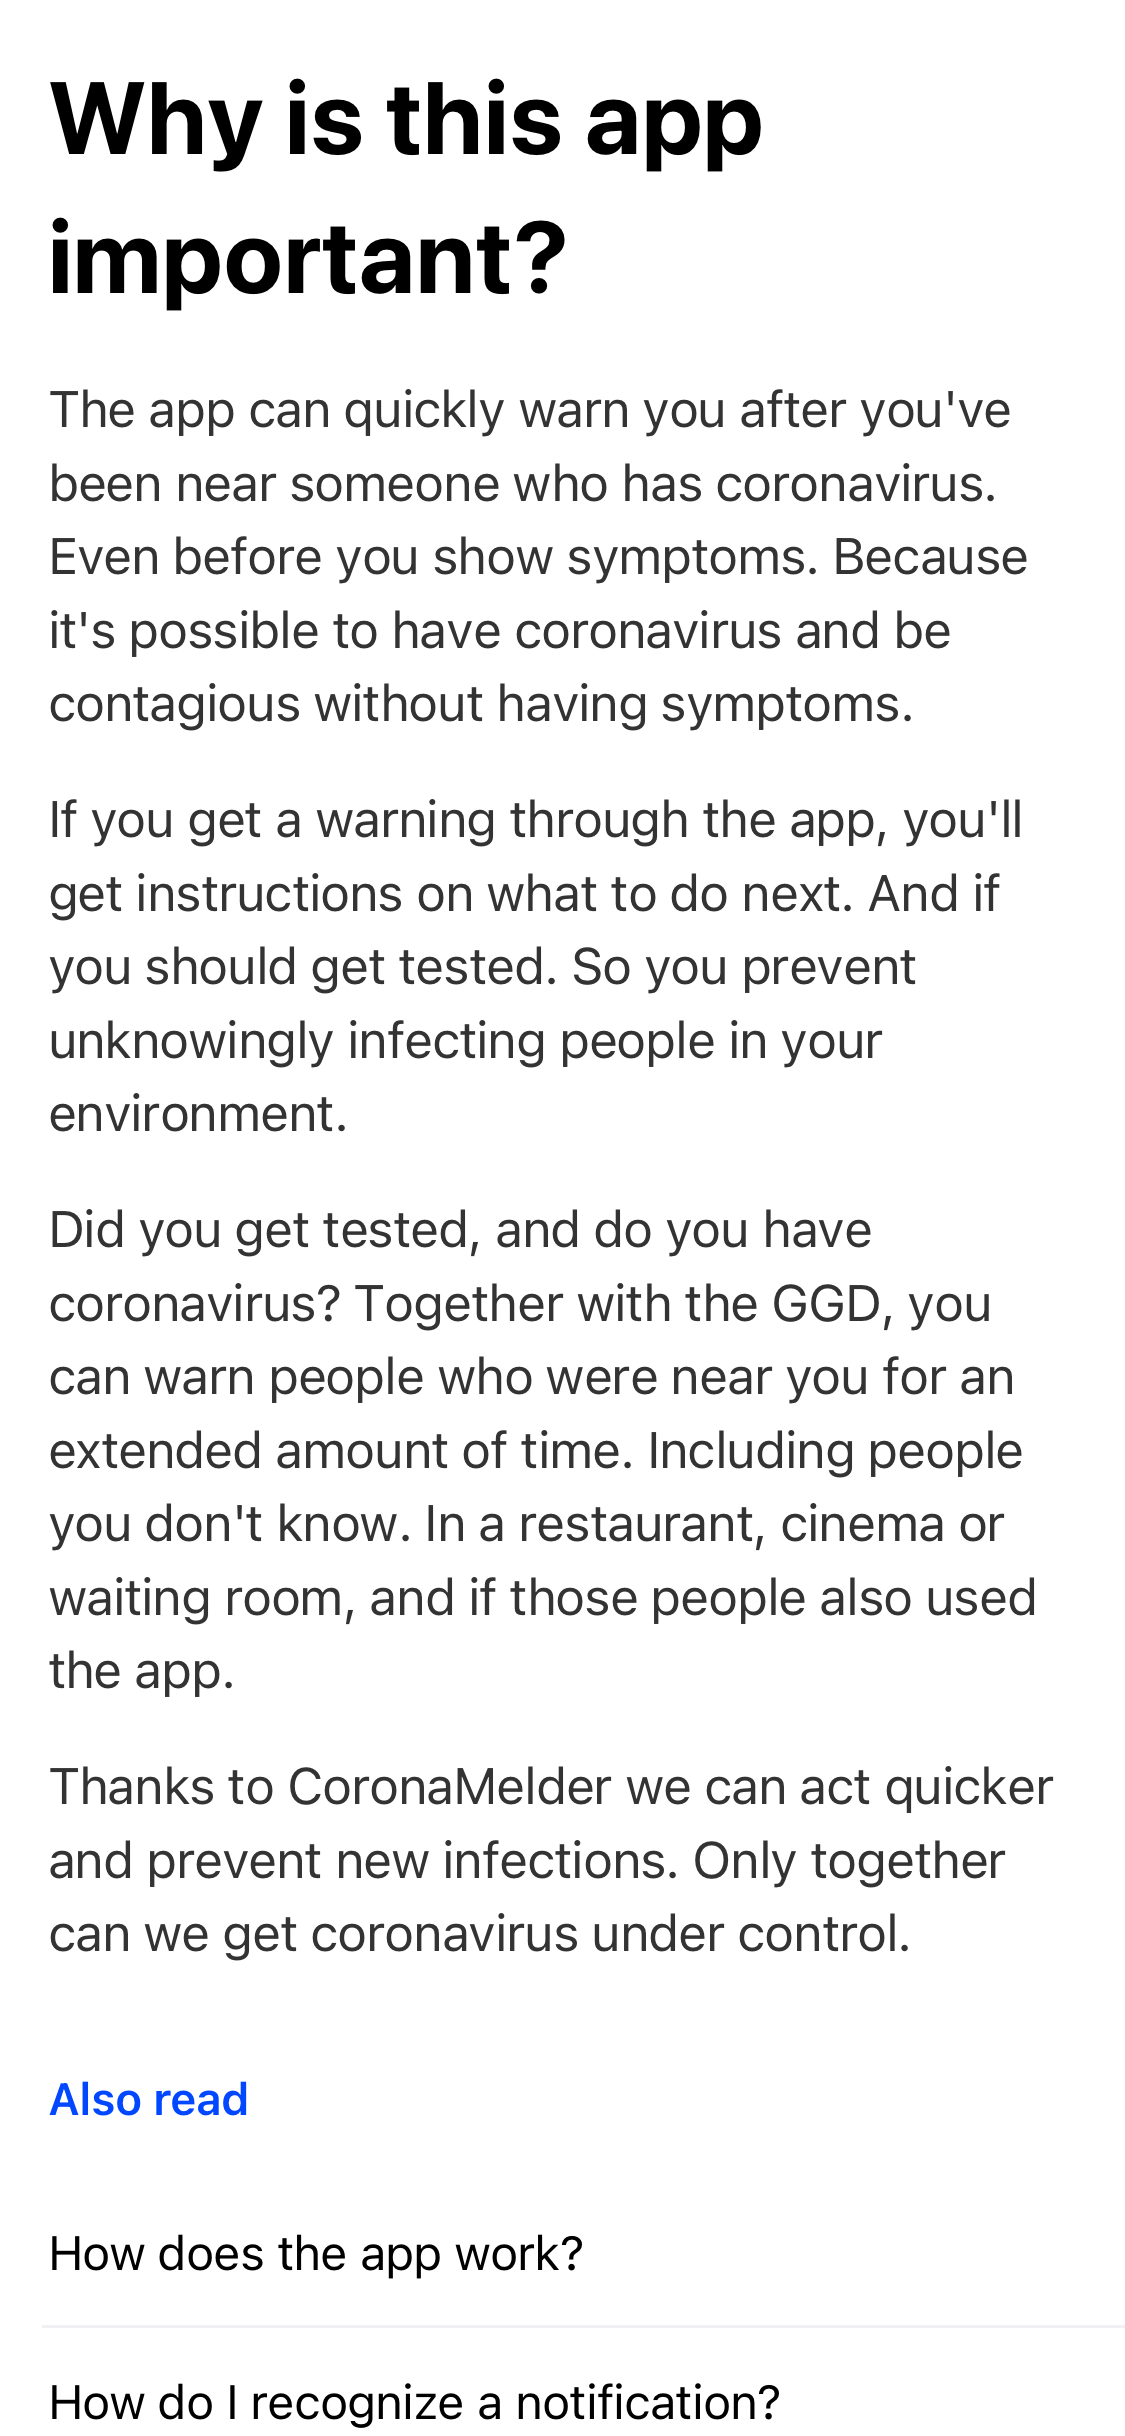 Why is this app
important?
The app can quickly warn you after you've
been near someone who has coronavirus.
Even before you show symptoms. Because
it's possible to have coronavirus and be
contagious without having symptoms.
If you get a warning through the app, you'll
get instructions on what to do next. And if
you should get tested. So you prevent
unknowingly infecting people in your
environment.
Did you get tested, and do you have
coronavirus? Together with the GGD, you
can warn people who were near you for an
extended amount of time. Including people
you don't know. In a restaurant, cinema or
waiting room, and if those people also used
the app.
Thanks to CoronaMelder we can act quicker
and prevent new infections. Only together
can we get coronavirus under control.
Also read
How does the app work?
How do I recognize a notification?